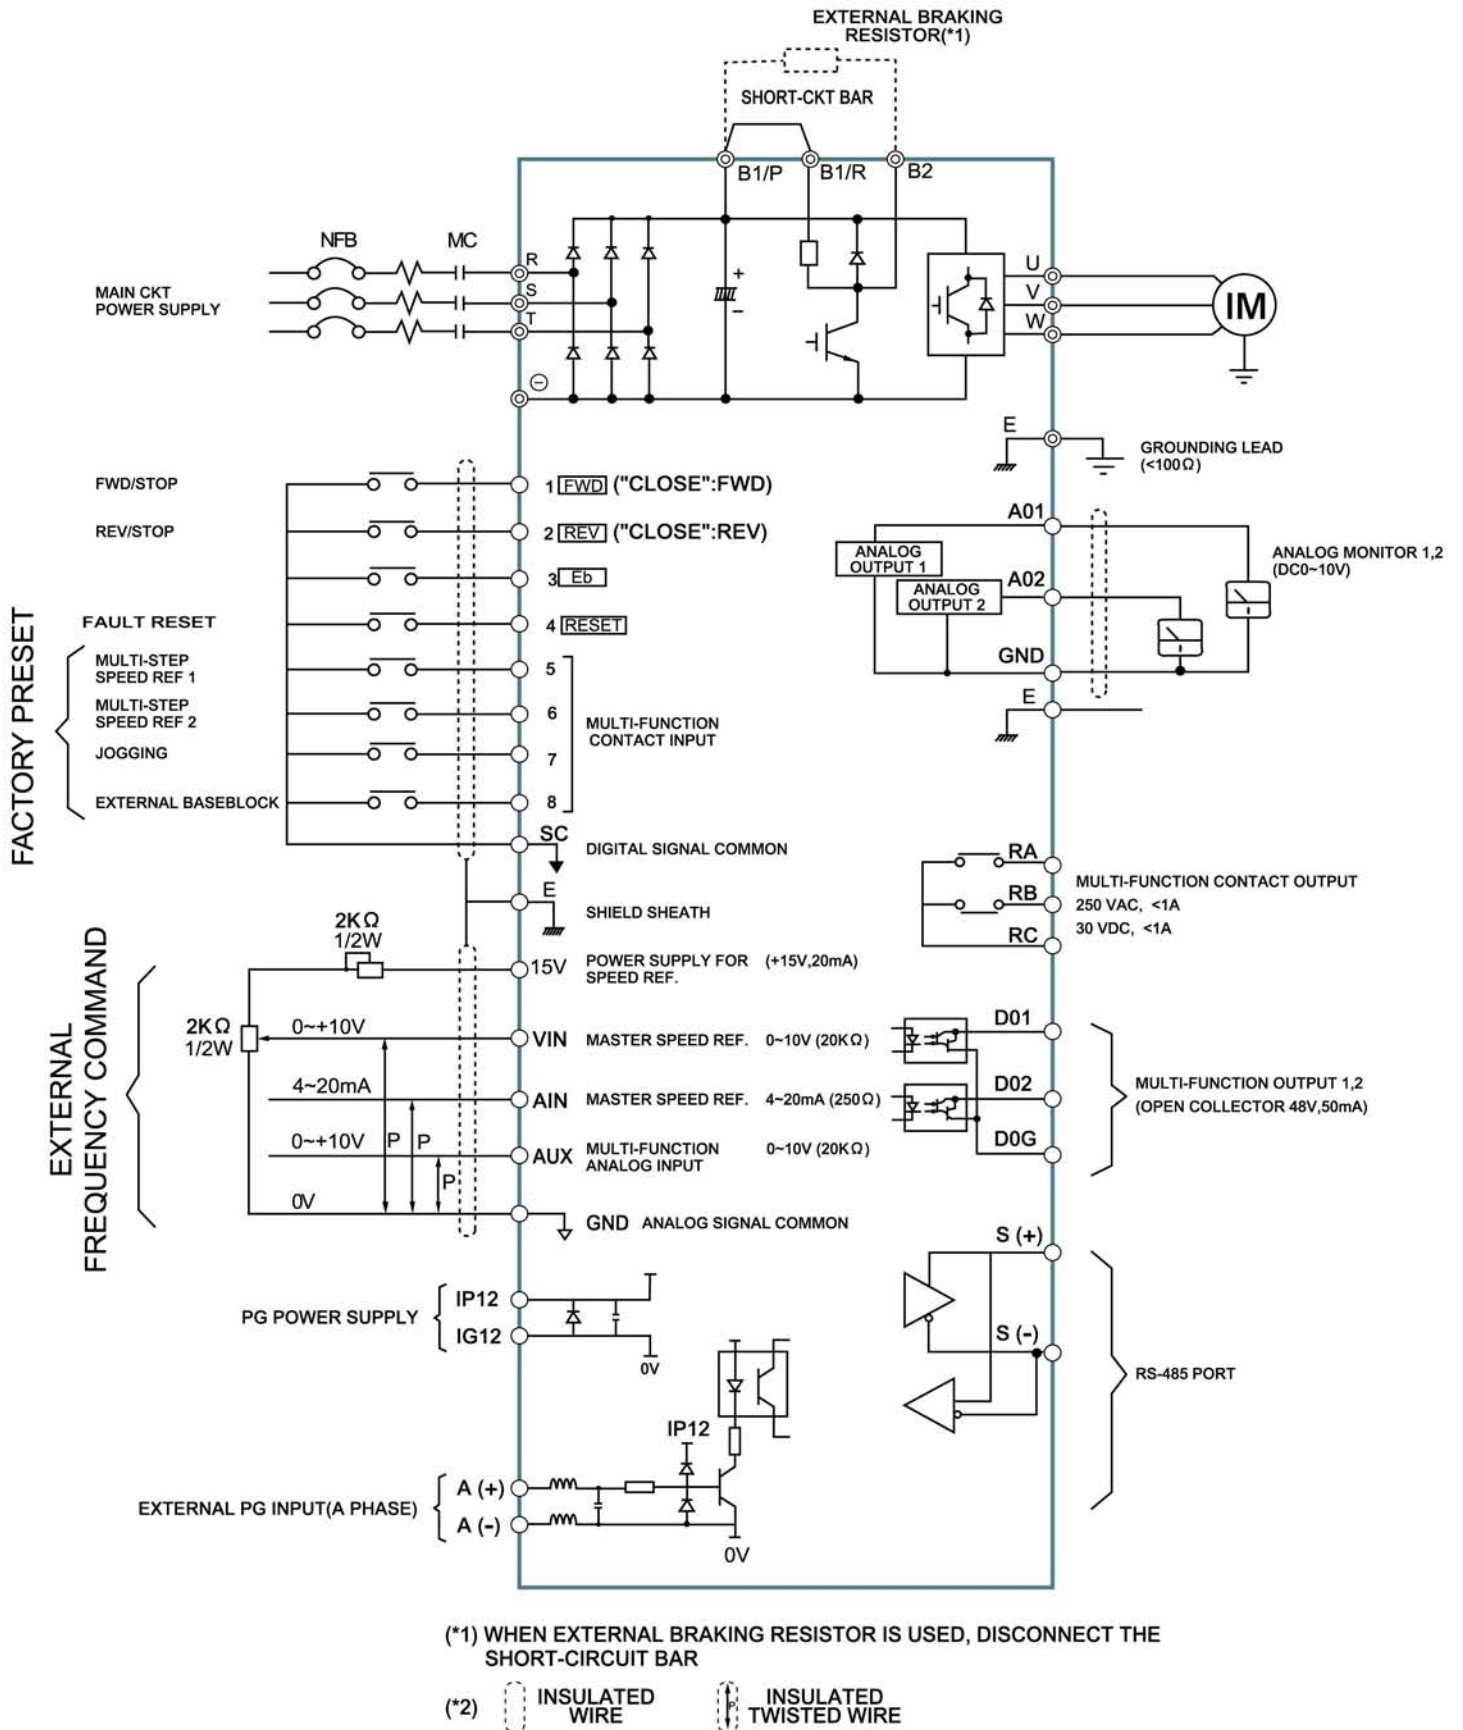 EXTERNAL BRAKING
RESISTOR(*1)
SHORT-CKT BAR
B1/P
B1/R
B2
NFB
MC
MAIN CKT
POWER SUPPLY
R
S
T
⊖
+
−
U
V
W
IM
E
GROUNDING LEAD
(<100Ω)
FACTORY PRESET
FWD/STOP
1 FWD ("CLOSE":FWD)
REV/STOP
2 REV ("CLOSE":REV)
3 Eb
FAULT RESET
4 RESET
MULTI-STEP
SPEED REF 1
5
MULTI-STEP
SPEED REF 2
6
JOGGING
7
EXTERNAL BASEBLOCK
8
MULTI-FUNCTION
CONTACT INPUT
SC
DIGITAL SIGNAL COMMON
E
SHIELD SHEATH
A01
ANALOG
OUTPUT 1
A02
ANALOG
OUTPUT 2
GND
E
ANALOG MONITOR 1,2
(DC0~10V)
RA
RB
RC
MULTI-FUNCTION CONTACT OUTPUT
250 VAC, <1A
30 VDC, <1A
EXTERNAL
FREQUENCY COMMAND
2KΩ
1/2W
15V
POWER SUPPLY FOR (+15V,20mA)
SPEED REF.
2KΩ
1/2W
0~+10V
VIN MASTER SPEED REF. 0~10V (20KΩ)
4~20mA
AIN MASTER SPEED REF. 4~20mA (250Ω)
0~+10V
P
P
P
AUX MULTI-FUNCTION 0~10V (20KΩ)
ANALOG INPUT
0V
GND ANALOG SIGNAL COMMON
D01
D02
D0G
MULTI-FUNCTION OUTPUT 1,2
(OPEN COLLECTOR 48V,50mA)
S (+)
S (-)
RS-485 PORT
PG POWER SUPPLY
IP12
IG12
0V
IP12
EXTERNAL PG INPUT(A PHASE)
A (+)
A (-)
0V
(*1) WHEN EXTERNAL BRAKING RESISTOR IS USED, DISCONNECT THE
SHORT-CIRCUIT BAR
(*2)
INSULATED
WIRE
P
INSULATED
TWISTED WIRE